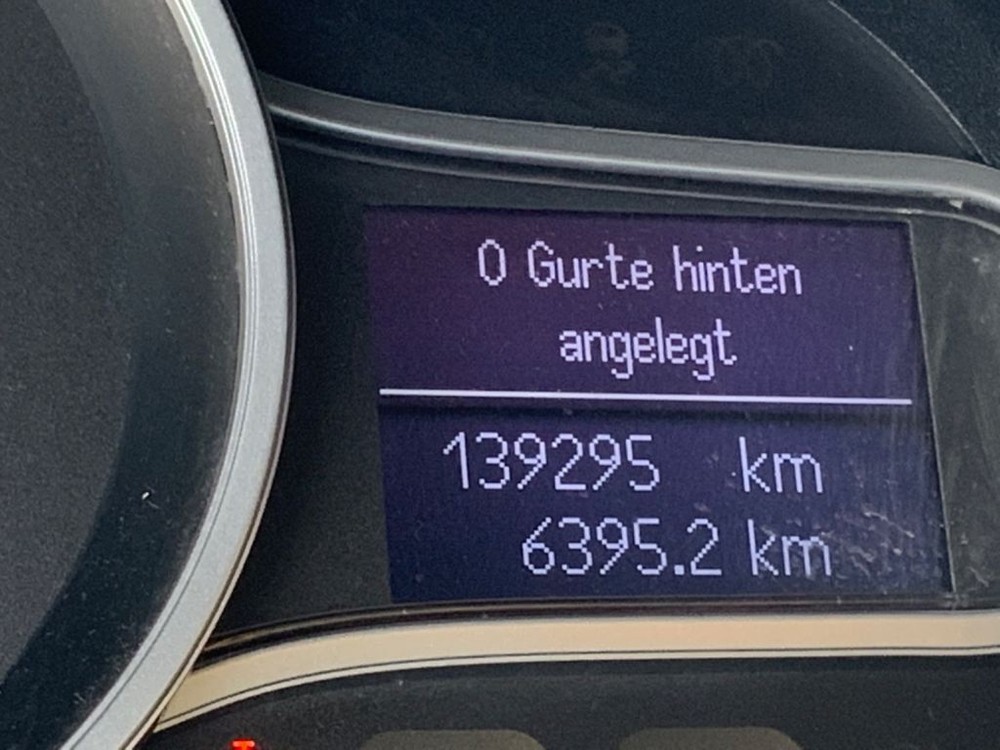 0 Gurte hinten
angelegt
139295 km
6395.2 km